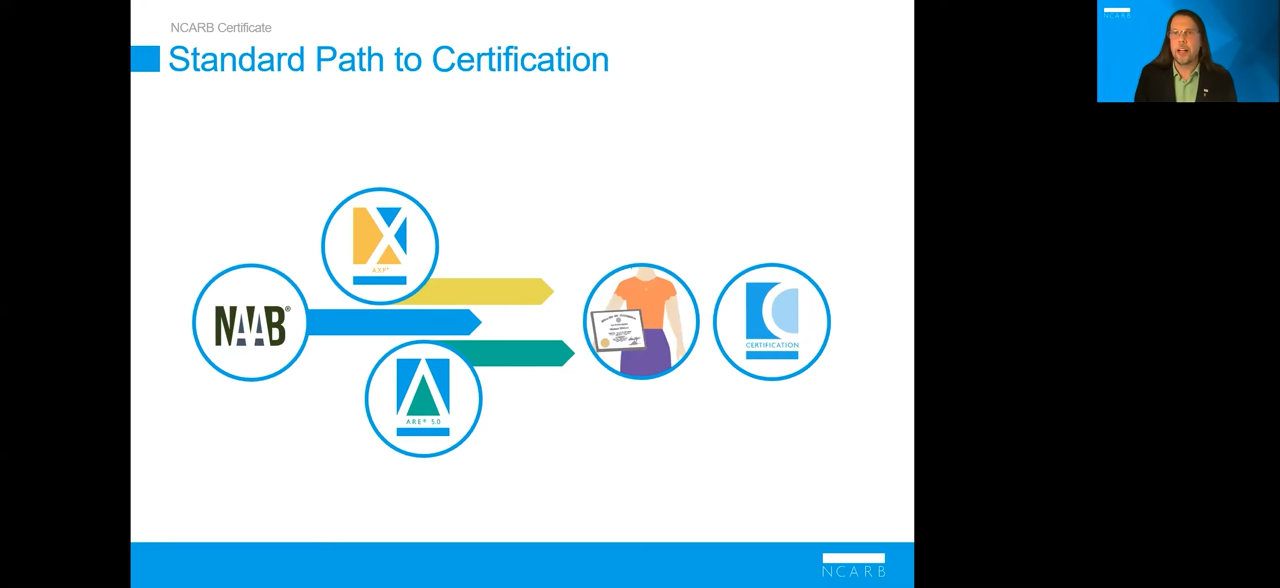 NCARB Certificate
Standard Path to Certification
NCARB
AXP®
NAAB®
CERTIFICATION
ARE® 5.0
NCARB